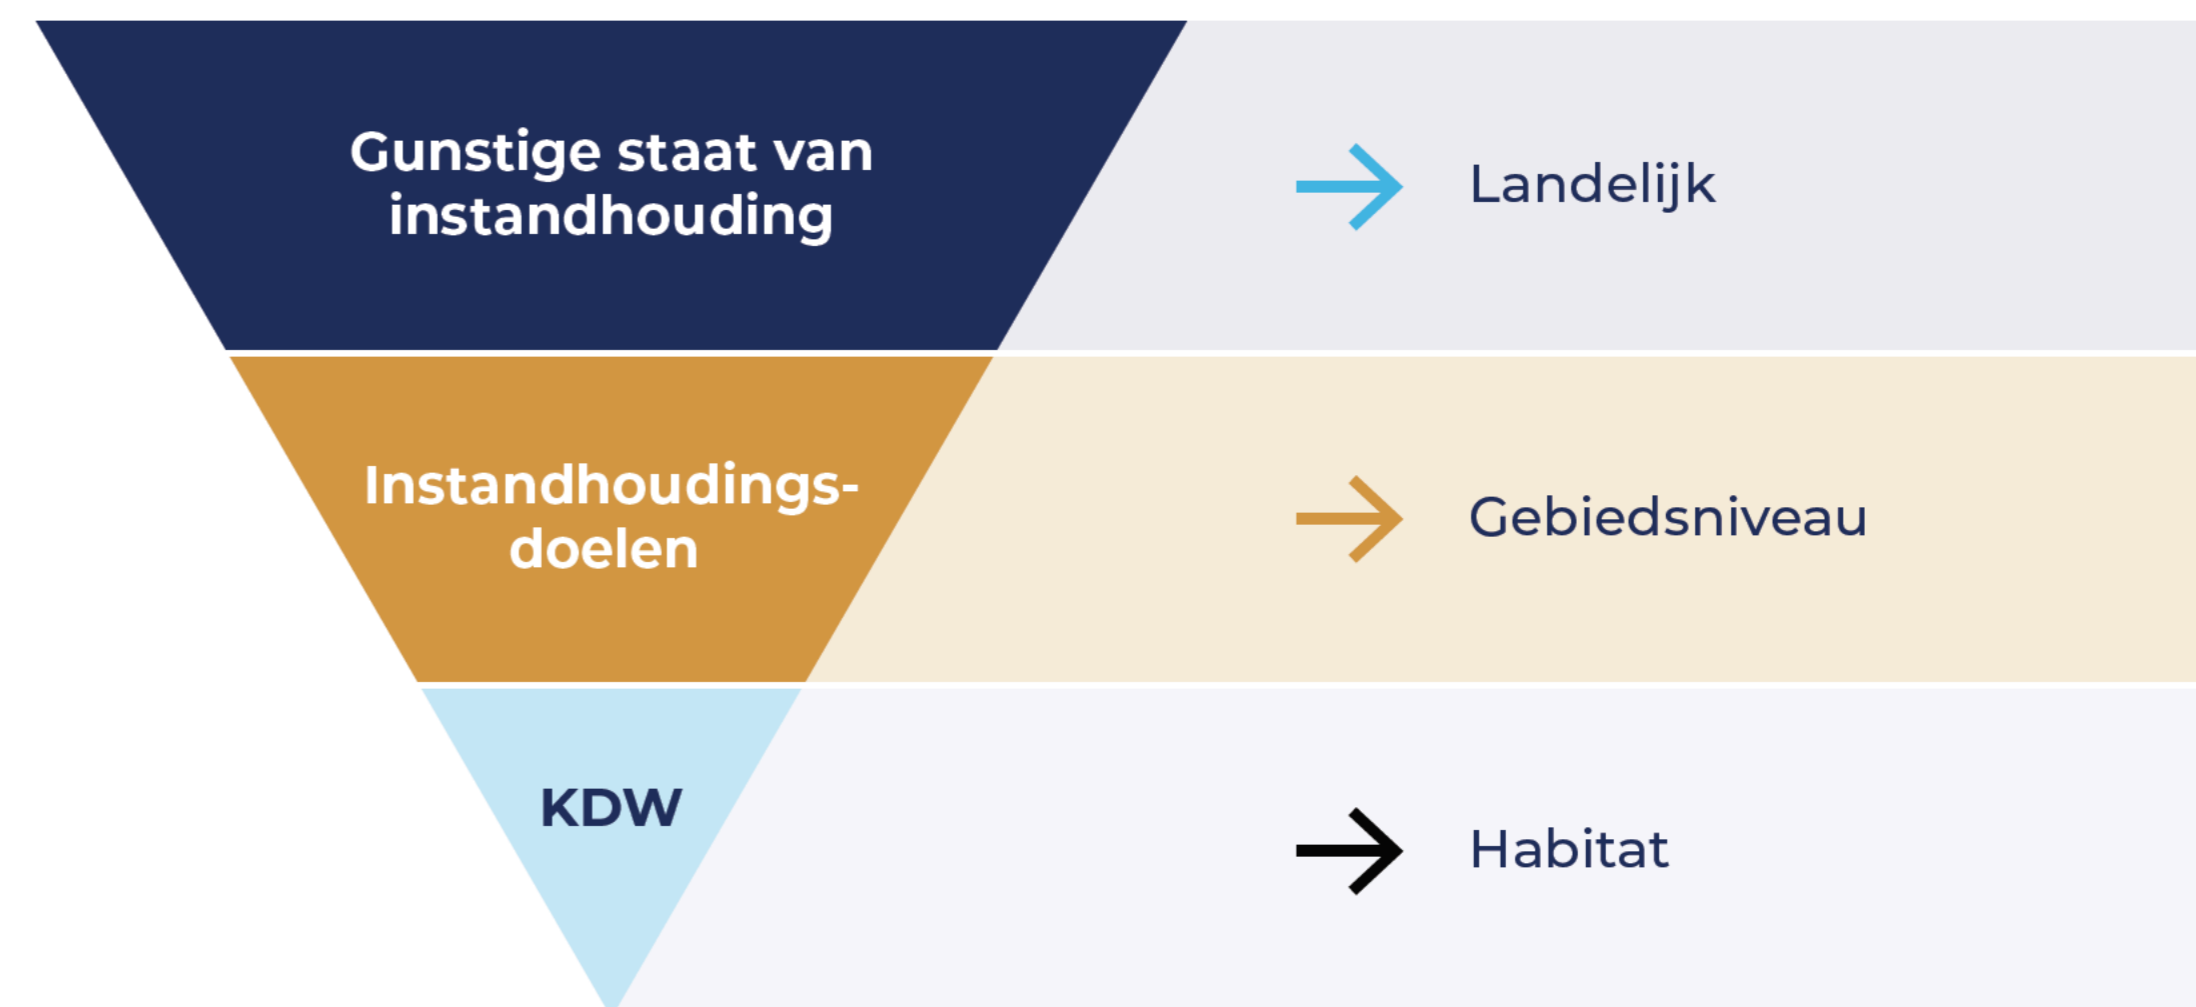 Gunstige staat van
instandhouding
Landelijk
Instandhoudings-
doelen
Gebiedsniveau
KDW
Habitat